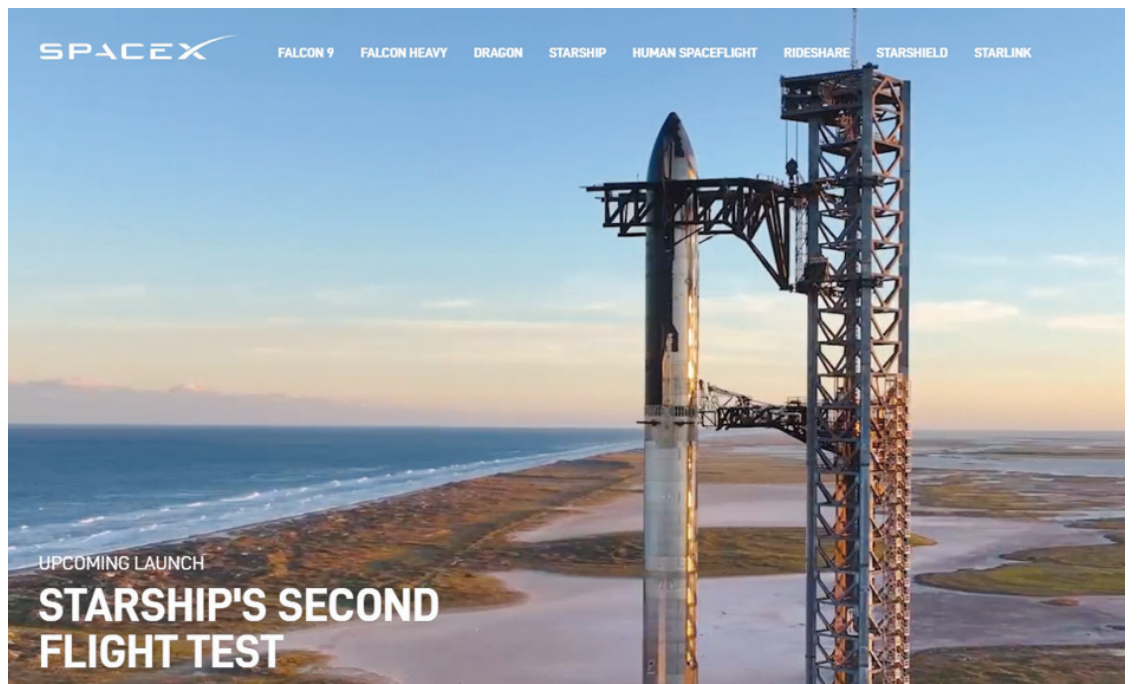 SPACEX
FALCON 9 FALCON HEAVY DRAGON STARSHIP HUMAN SPACEFLIGHT RIDESHARE STARSHIELD STARLINK
UPCOMING LAUNCH
STARSHIP'S SECOND
FLIGHT TEST